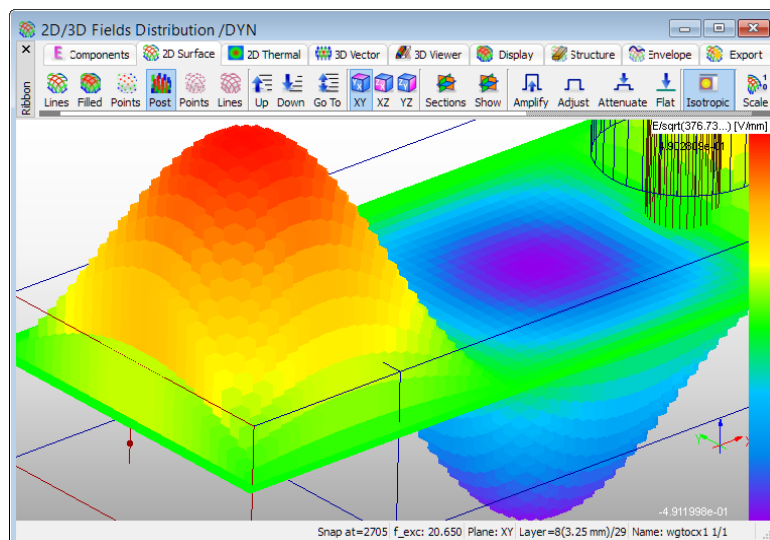 2D/3D Fields Distribution /DYN
Components 2D Surface 2D Thermal 3D Vector 3D Viewer Display Structure Envelope Export
Ribbon
Lines Filled Points Post Points Lines Up Down Go To XY XZ YZ Sections Show Amplify Adjust Attenuate Flat Isotropic Scale
E/sqrt(376.73...) [V/mm]
4.902809e-01
Y
X
-4.911998e-01
Snap at=2705 f_exc: 20.650 Plane: XY Layer=8(3.25 mm)/29 Name: wgtocx1 1/1